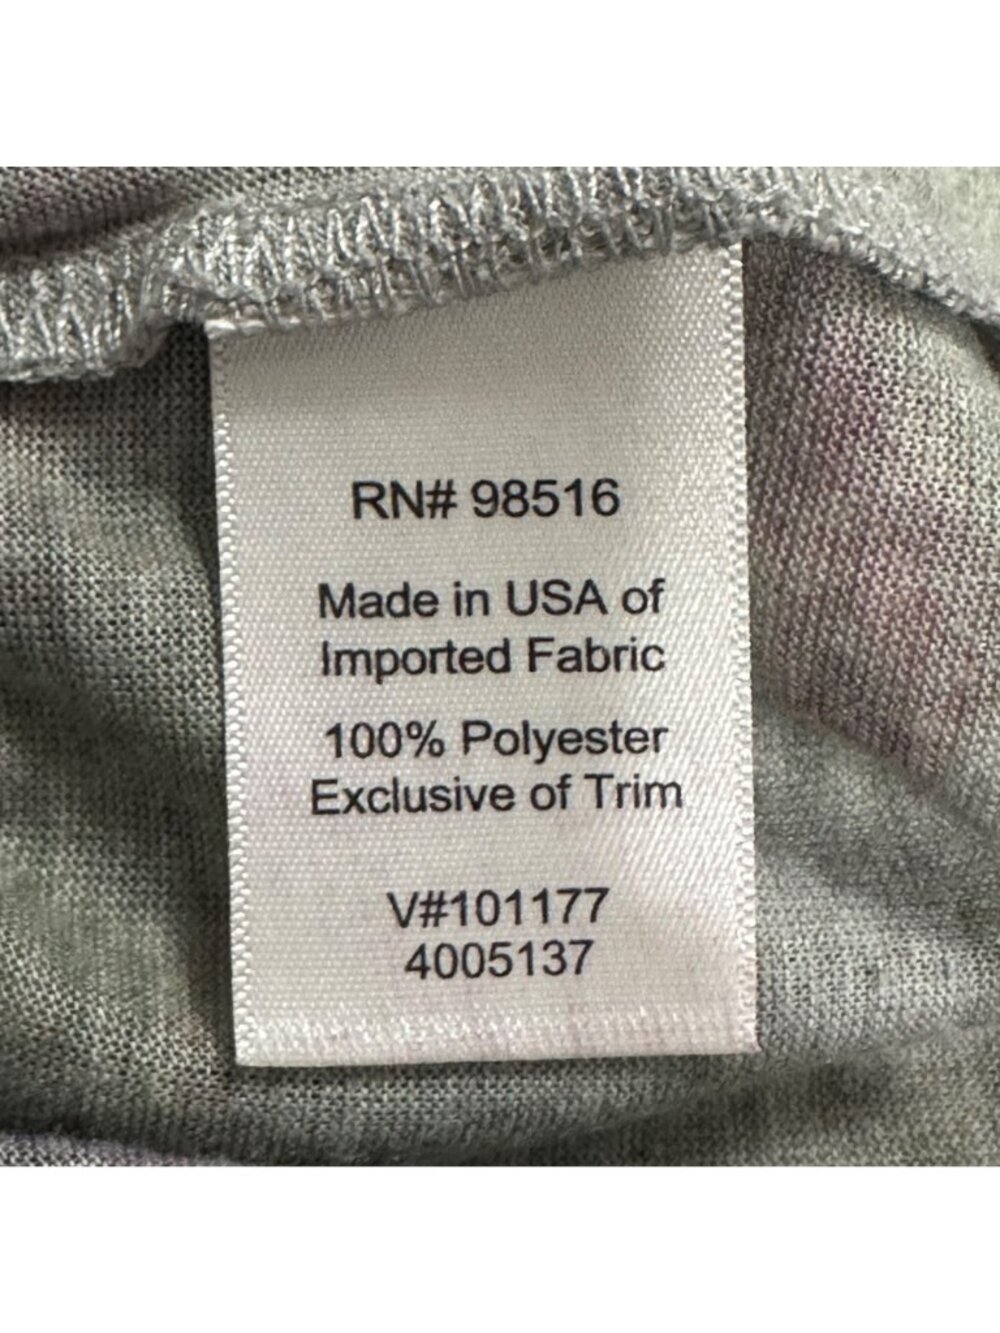 RN# 98516
Made in USA of
Imported Fabric
100% Polyester
Exclusive of Trim
V#101177
4005137